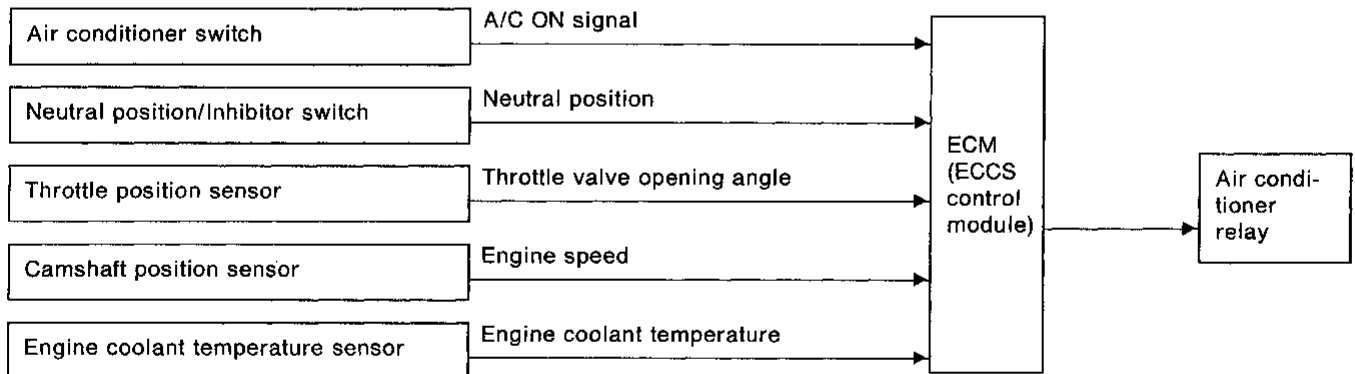 Air conditioner switch
A/C ON signal
Neutral position/Inhibitor switch
Neutral position
Throttle position sensor
Throttle valve opening angle
Camshaft position sensor
Engine speed
Engine coolant temperature sensor
Engine coolant temperature
ECM
(ECCS
control
module)
Air condi-
tioner
relay